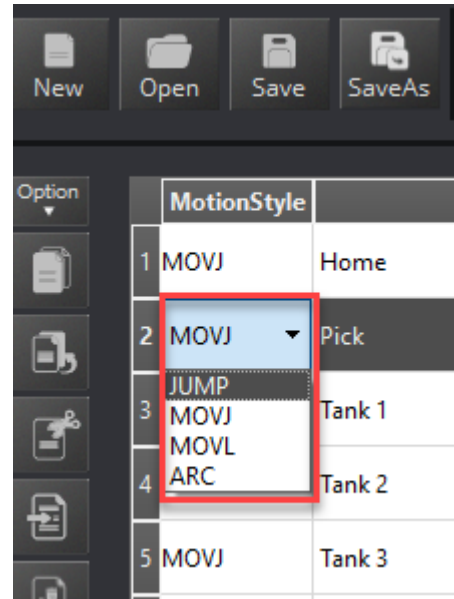 New Open Save SaveAs
Option
MotionStyle
1 MOVJ Home
2 MOVJ Pick
JUMP
3 MOVJ Tank 1
MOVL
4 ARC Tank 2
5 MOVJ Tank 3